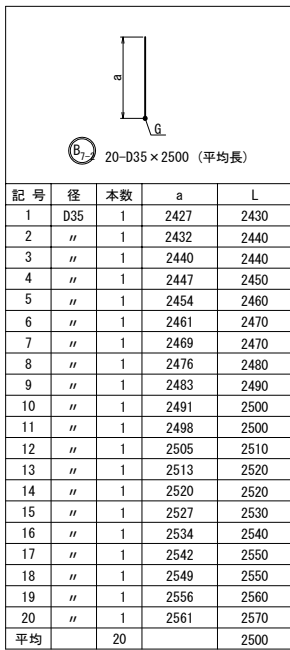 a
G
B7-2 20-D35×2500 (平均長)
記 号 径 本数 a L
1 D35 1 2427 2430
2 〃 1 2432 2440
3 〃 1 2440 2440
4 〃 1 2447 2450
5 〃 1 2454 2460
6 〃 1 2461 2470
7 〃 1 2469 2470
8 〃 1 2476 2480
9 〃 1 2483 2490
10 〃 1 2491 2500
11 〃 1 2498 2500
12 〃 1 2505 2510
13 〃 1 2513 2520
14 〃 1 2520 2520
15 〃 1 2527 2530
16 〃 1 2534 2540
17 〃 1 2542 2550
18 〃 1 2549 2550
19 〃 1 2556 2560
20 〃 1 2561 2570
平均 20 2500